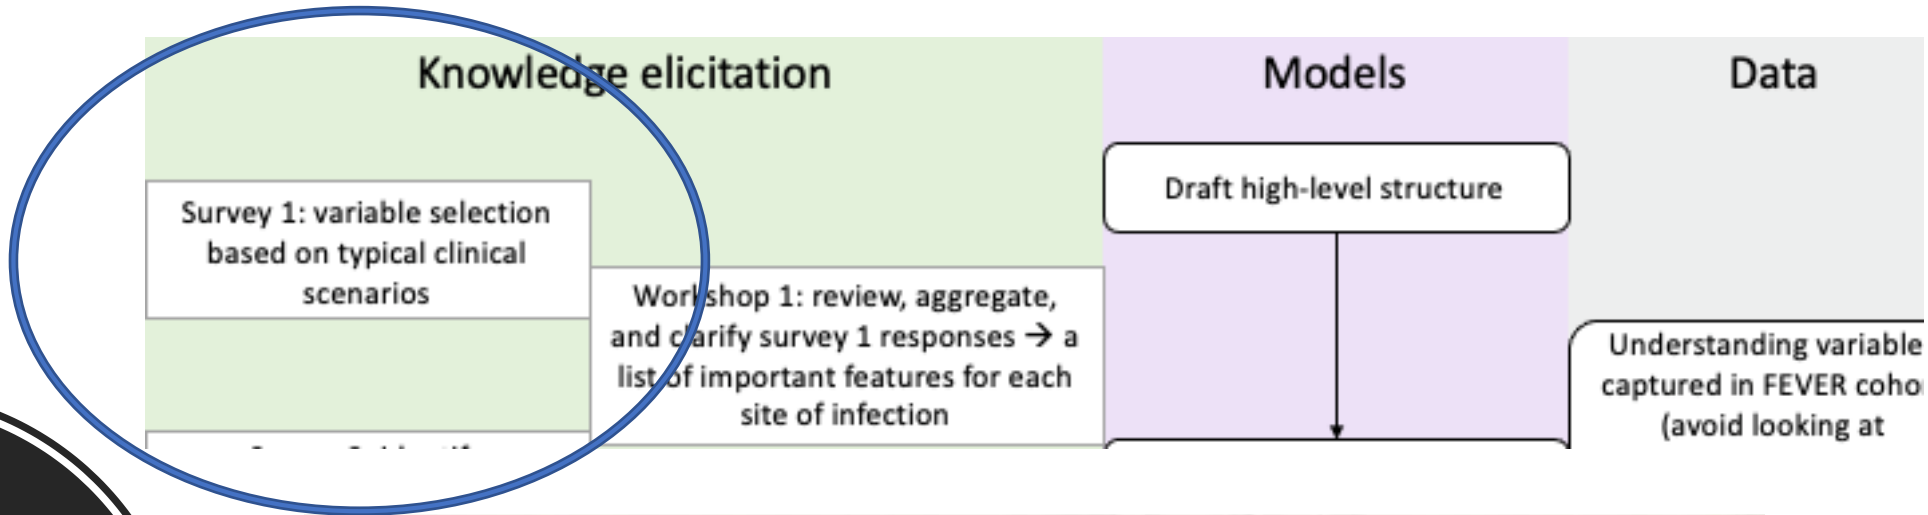 Knowledge elicitation
Models
Data
Survey 1: variable selection
based on typical clinical
scenarios
Workshop 1: review, aggregate,
and clarify survey 1 responses → a
list of important features for each
site of infection
Draft high-level structure
Understanding variable
captured in FEVER cohor
(avoid looking at